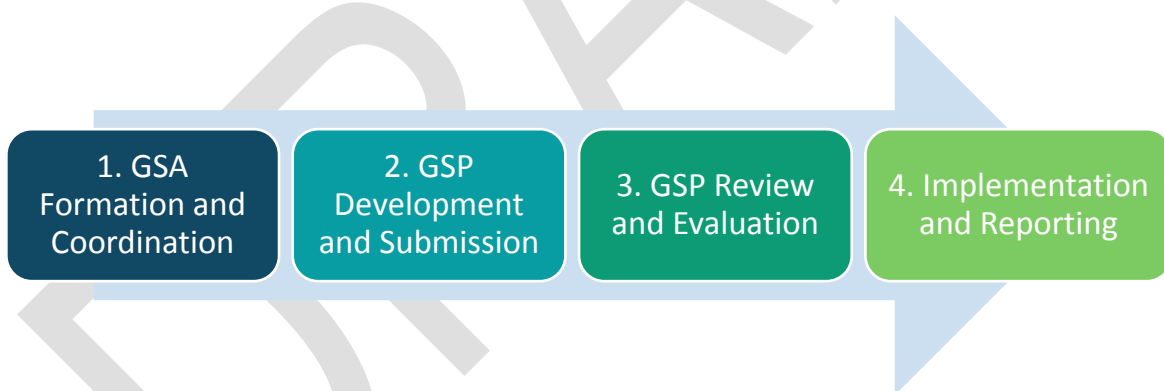 1. GSA
Formation and
Coordination
2. GSP
Development
and Submission
3. GSP Review
and Evaluation
4. Implementation
and Reporting